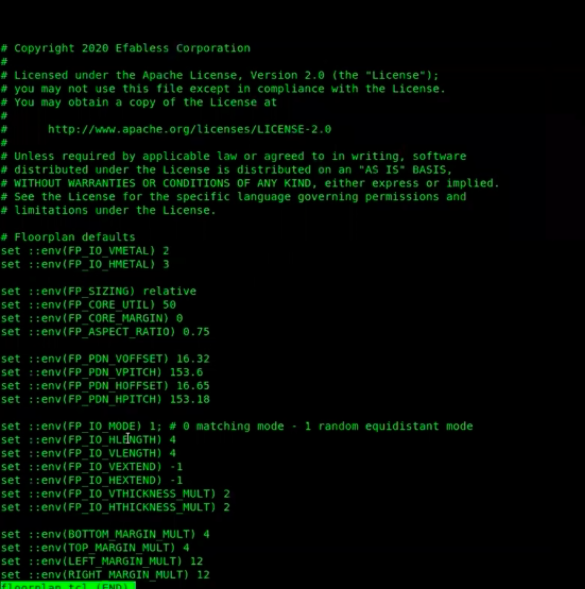 # Copyright 2020 Efabless Corporation
#
# Licensed under the Apache License, Version 2.0 (the "License");
# you may not use this file except in compliance with the License.
# You may obtain a copy of the License at
#
#      http://www.apache.org/licenses/LICENSE-2.0
#
# Unless required by applicable law or agreed to in writing, software
# distributed under the License is distributed on an "AS IS" BASIS,
# WITHOUT WARRANTIES OR CONDITIONS OF ANY KIND, either express or implied.
# See the License for the specific language governing permissions and
# limitations under the License.
# Floorplan defaults
set ::env(FP_IO_VMETAL) 2
set ::env(FP_IO_HMETAL) 3
set ::env(FP_SIZING) relative
set ::env(FP_CORE_UTIL) 50
set ::env(FP_CORE_MARGIN) 0
set ::env(FP_ASPECT_RATIO) 0.75
set ::env(FP_PDN_VOFFSET) 16.32
set ::env(FP_PDN_VPITCH) 153.6
set ::env(FP_PDN_HOFFSET) 16.65
set ::env(FP_PDN_HPITCH) 153.18
set ::env(FP_IO_MODE) 1; # 0 matching mode - 1 random equidistant mode
set ::env(FP_IO_HLENGTH) 4
set ::env(FP_IO_VLENGTH) 4
set ::env(FP_IO_VEXTEND) -1
set ::env(FP_IO_HEXTEND) -1
set ::env(FP_IO_VTHICKNESS_MULT) 2
set ::env(FP_IO_HTHICKNESS_MULT) 2
set ::env(BOTTOM_MARGIN_MULT) 4
set ::env(TOP_MARGIN_MULT) 4
set ::env(LEFT_MARGIN_MULT) 12
set ::env(RIGHT_MARGIN_MULT) 12
floorplan.tcl (END)